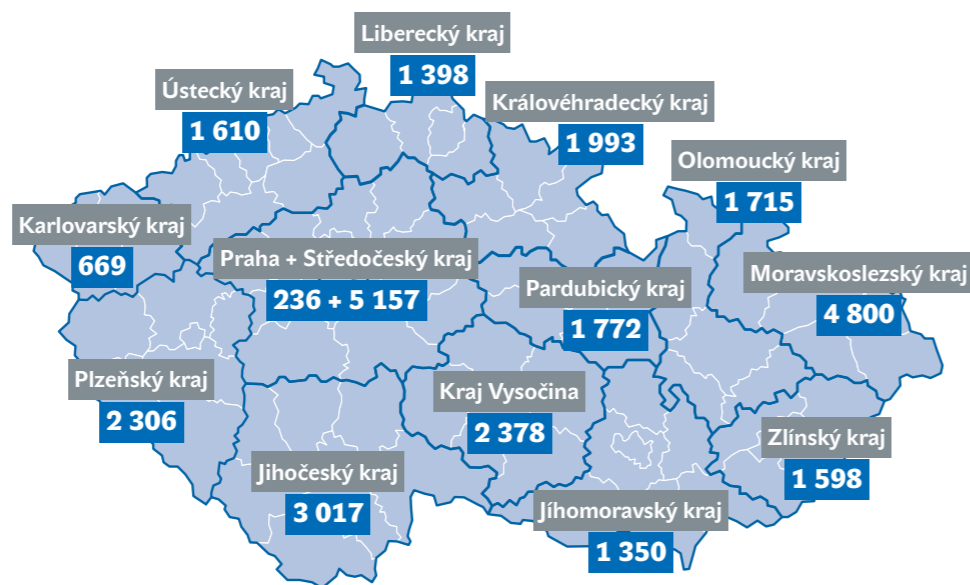 Liberecký kraj
1 398
Ústecký kraj
1 610
Královéhradecký kraj
1 993
Olomoucký kraj
1 715
Karlovarský kraj
669
Praha + Středočeský kraj
236 + 5 157
Pardubický kraj
1 772
Moravskoslezský kraj
4 800
Plzeňský kraj
2 306
Kraj Vysočina
2 378
Zlínský kraj
1 598
Jihočeský kraj
3 017
Jíhomoravský kraj
1 350